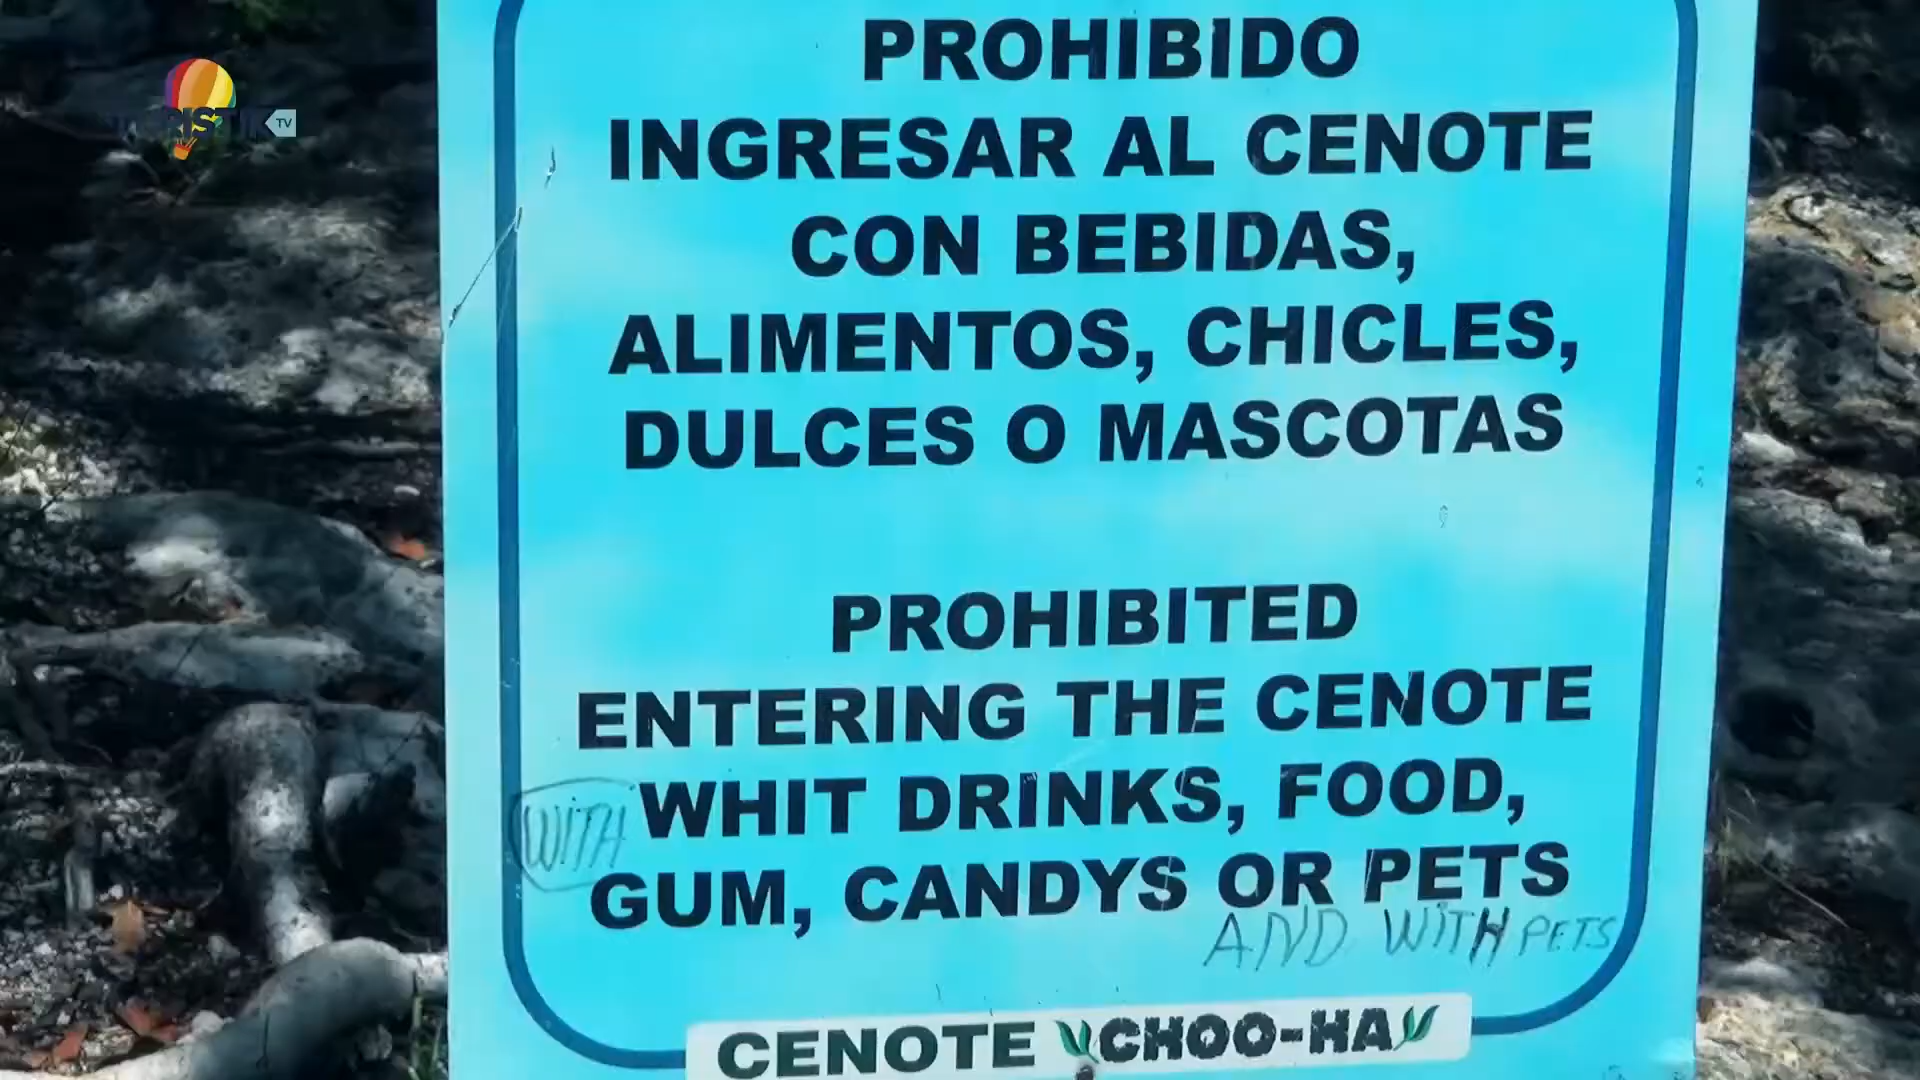 TV
PROHIBIDO
INGRESAR AL CENOTE
CON BEBIDAS,
ALIMENTOS, CHICLES,
DULCES O MASCOTAS
PROHIBITED
ENTERING THE CENOTE
WITH WHIT DRINKS, FOOD,
GUM, CANDYS OR PETS
AND WITH PETS
CENOTE CHOO-HA